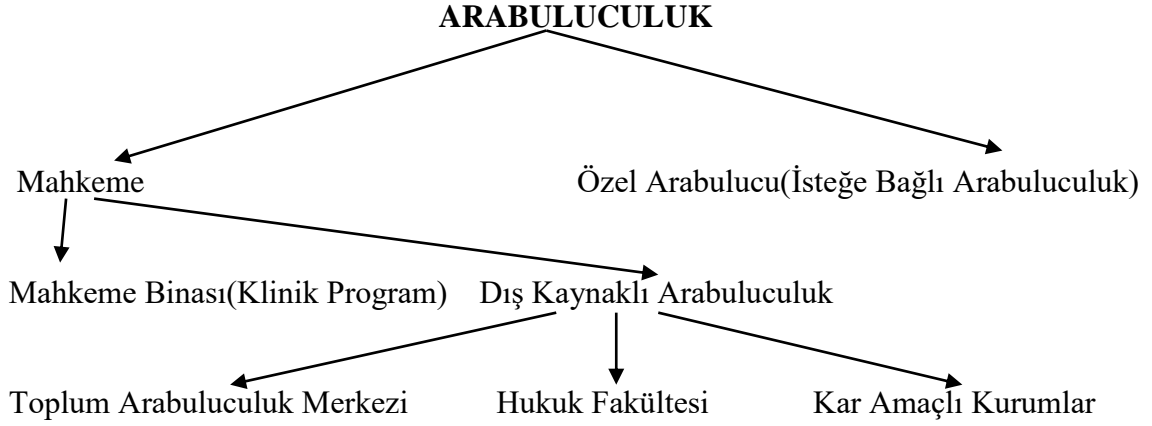 ARABULUCULUK
Mahkeme Özel Arabulucu(İsteğe Bağlı Arabuluculuk)
Mahkeme Binası(Klinik Program) Dış Kaynaklı Arabuluculuk
Toplum Arabuluculuk Merkezi Hukuk Fakültesi Kar Amaçlı Kurumlar